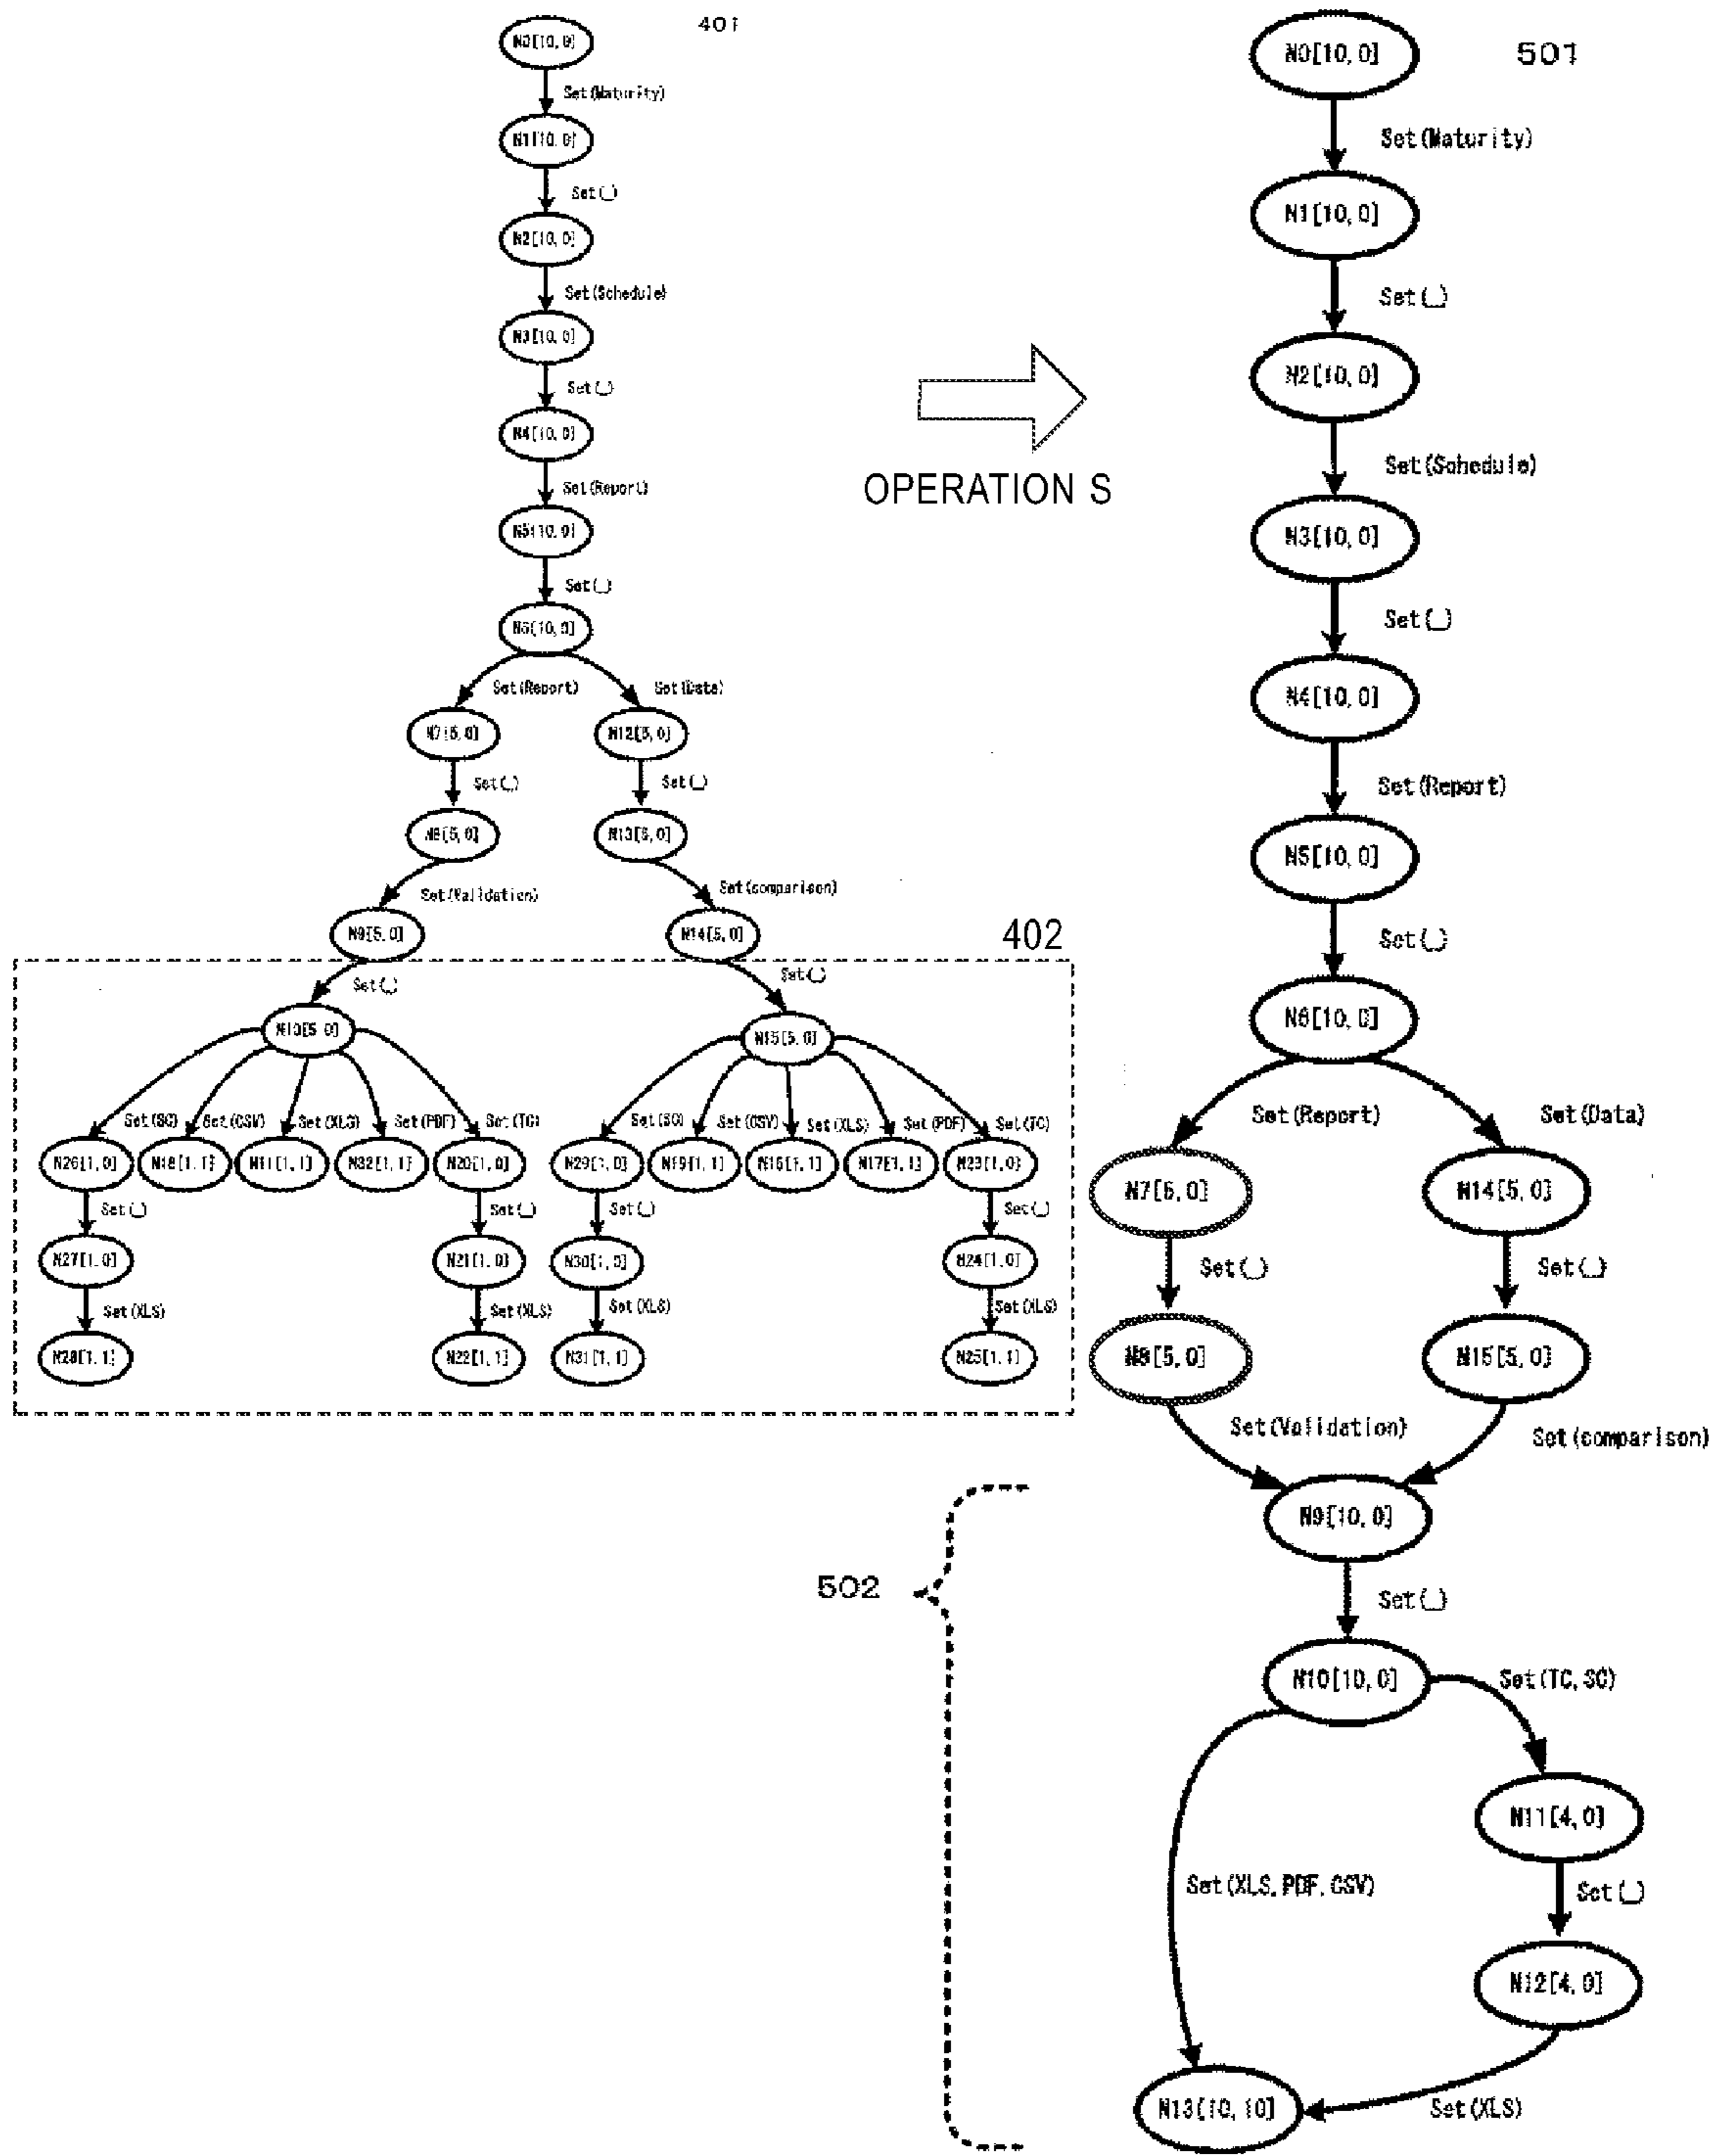 401
N0[10,0]
Set(Maturity)
N1[10,0]
Set(_)
N2[10,0]
Set(Schedule)
N3[10,0]
Set(_)
N4[10,0]
Set(Report)
N5[10,0]
Set(_)
N6[10,0]
Set(Report) Set(Data)
N7[5,0] N12[5,0]
Set(_) Set(_)
N8[5,0] N13[5,0]
Set(Validation) Set(comparison)
N9[5,0] N14[5,0] 402
Set(_) Set(_)
N10[5,0] N15[5,0]
Set(SC) Set(CSV) Set(XLS) Set(PDF) Set(TC) Set(SC) Set(CSV) Set(XLS) Set(PDF) Set(TC)
N26[1,0] N18[1,1] N11[1,1] N32[1,1] N20[1,0] N29[1,0] N19[1,1] N16[1,1] N17[1,1] N23[1,0]
Set(_) Set(_) Set(_) Set(_)
N27[1,0] N21[1,0] N30[1,0] N24[1,0]
Set(XLS) Set(XLS) Set(XLS) Set(XLS)
N28[1,1] N22[1,1] N31[1,1] N25[1,1]
OPERATION S
501
N0[10,0]
Set(Maturity)
N1[10,0]
Set(_)
N2[10,0]
Set(Schedule)
N3[10,0]
Set(_)
N4[10,0]
Set(Report)
N5[10,0]
Set(_)
N6[10,0]
Set(Report) Set(Data)
N7[5,0] N14[5,0]
Set(_) Set(_)
N8[5,0] N15[5,0]
Set(Validation) Set(comparison)
N9[10,0]
502
Set(_)
N10[10,0] Set(TC,SC)
N11[4,0]
Set(XLS,PDF,CSV) Set(_)
N12[4,0]
N13[10,10] Set(XLS)